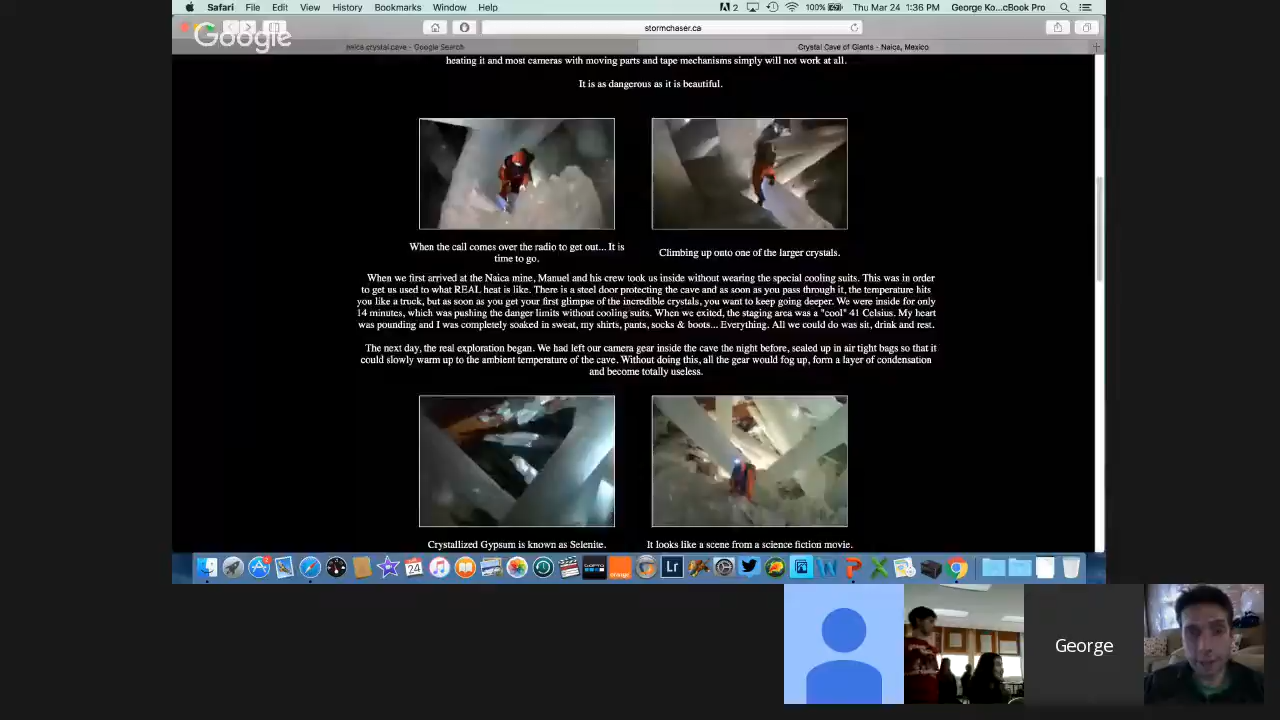 Safari File Edit View History Bookmarks Window Help
2 100% Thu Mar 24 1:36 PM George Ko...cBook Pro
Google
stormchaser.ca
naica crystal cave - Google Search
Crystal Cave of Giants - Naica, Mexico
heating it and most cameras with moving parts and tape mechanisms simply will not work at all.
It is as dangerous as it is beautiful.
When the call comes over the radio to get out... It is
time to go.
Climbing up onto one of the larger crystals.
When we first arrived at the Naica mine, Manuel and his crew took us inside without wearing the special cooling suits. This was in order
to get us used to what REAL heat is like. There is a steel door protecting the cave and as soon as you pass through it, the temperature hits
you like a truck, but as soon as you get your first glimpse of the incredible crystals, you want to keep going deeper. We were inside for only
14 minutes, which was pushing the danger limits without cooling suits. When we exited, the staging area was a "cool" 41 Celsius. My heart
was pounding and I was completely soaked in sweat, my shirts, pants, socks & boots... Everything. All we could do was sit, drink and rest.
The next day, the real exploration began. We had left our camera gear inside the cave the night before, sealed up in air tight bags so that it
could slowly warm up to the ambient temperature of the cave. Without doing this, all the gear would fog up, form a layer of condensation
and become totally useless.
Crystallized Gypsum is known as Selenite.
It looks like a scene from a science fiction movie.
24
GoPro
orange
Lr
George